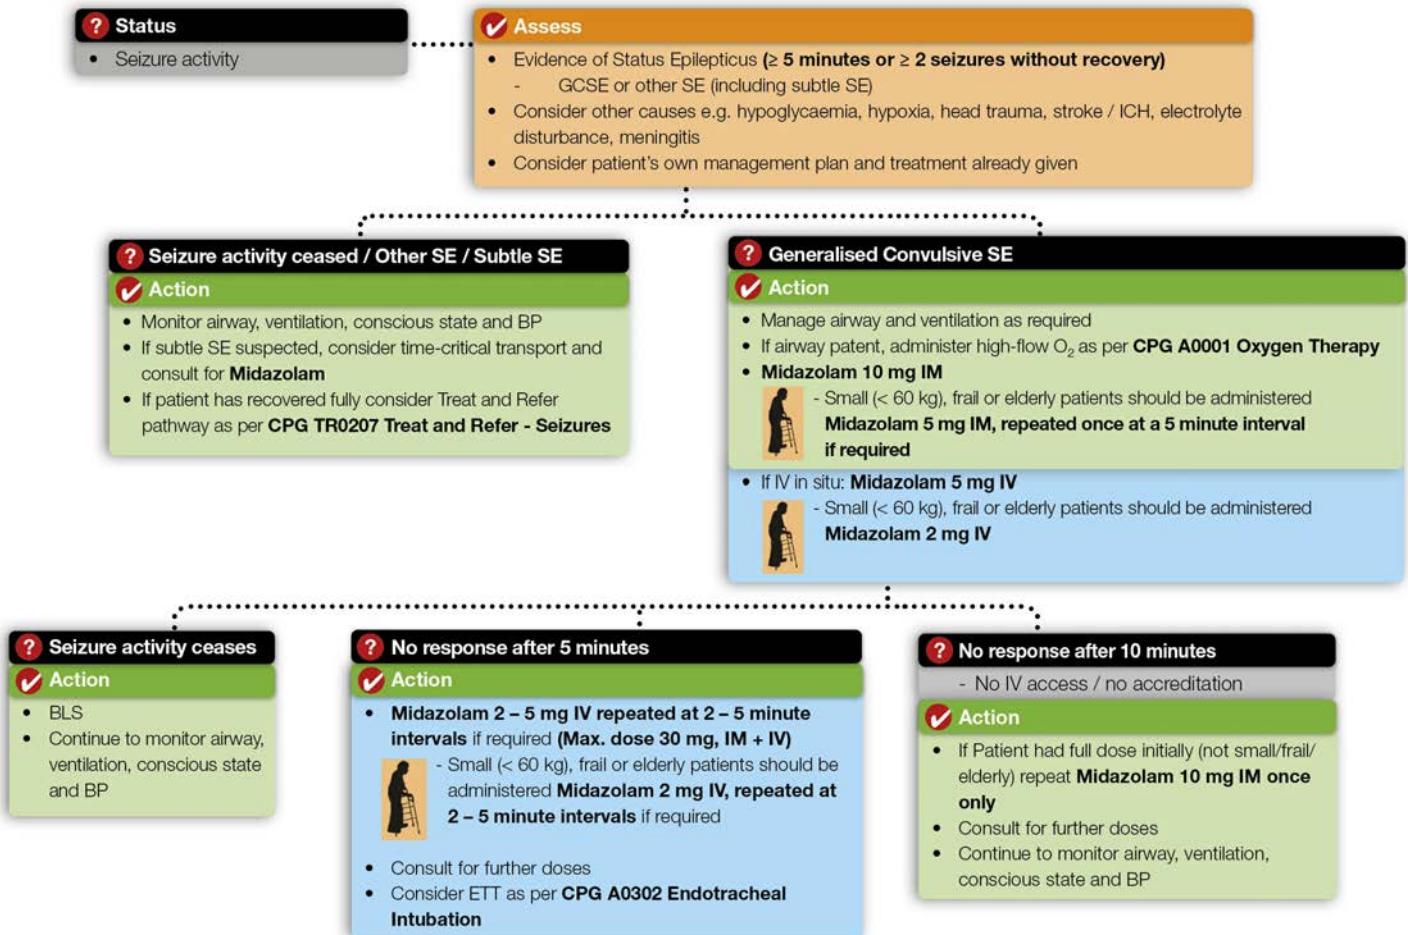 Status
• Seizure activity
Assess
• Evidence of Status Epilepticus (≥ 5 minutes or ≥ 2 seizures without recovery)
- GCSE or other SE (including subtle SE)
• Consider other causes e.g. hypoglycaemia, hypoxia, head trauma, stroke / ICH, electrolyte
disturbance, meningitis
• Consider patient's own management plan and treatment already given
Seizure activity ceased / Other SE / Subtle SE
Action
• Monitor airway, ventilation, conscious state and BP
• If subtle SE suspected, consider time-critical transport and
consult for Midazolam
• If patient has recovered fully consider Treat and Refer
pathway as per CPG TR0207 Treat and Refer - Seizures
Generalised Convulsive SE
Action
• Manage airway and ventilation as required
• If airway patent, administer high-flow O₂ as per CPG A0001 Oxygen Therapy
• Midazolam 10 mg IM
- Small (< 60 kg), frail or elderly patients should be administered
Midazolam 5 mg IM, repeated once at a 5 minute interval
if required
• If IV in situ: Midazolam 5 mg IV
- Small (< 60 kg), frail or elderly patients should be administered
Midazolam 2 mg IV
Seizure activity ceases
Action
• BLS
• Continue to monitor airway,
ventilation, conscious state
and BP
No response after 5 minutes
Action
• Midazolam 2 – 5 mg IV repeated at 2 – 5 minute
intervals if required (Max. dose 30 mg, IM + IV)
- Small (< 60 kg), frail or elderly patients should be
administered Midazolam 2 mg IV, repeated at
2 – 5 minute intervals if required
• Consult for further doses
• Consider ETT as per CPG A0302 Endotracheal
Intubation
No response after 10 minutes
- No IV access / no accreditation
Action
• If Patient had full dose initially (not small/frail/
elderly) repeat Midazolam 10 mg IM once
only
• Consult for further doses
• Continue to monitor airway, ventilation,
conscious state and BP